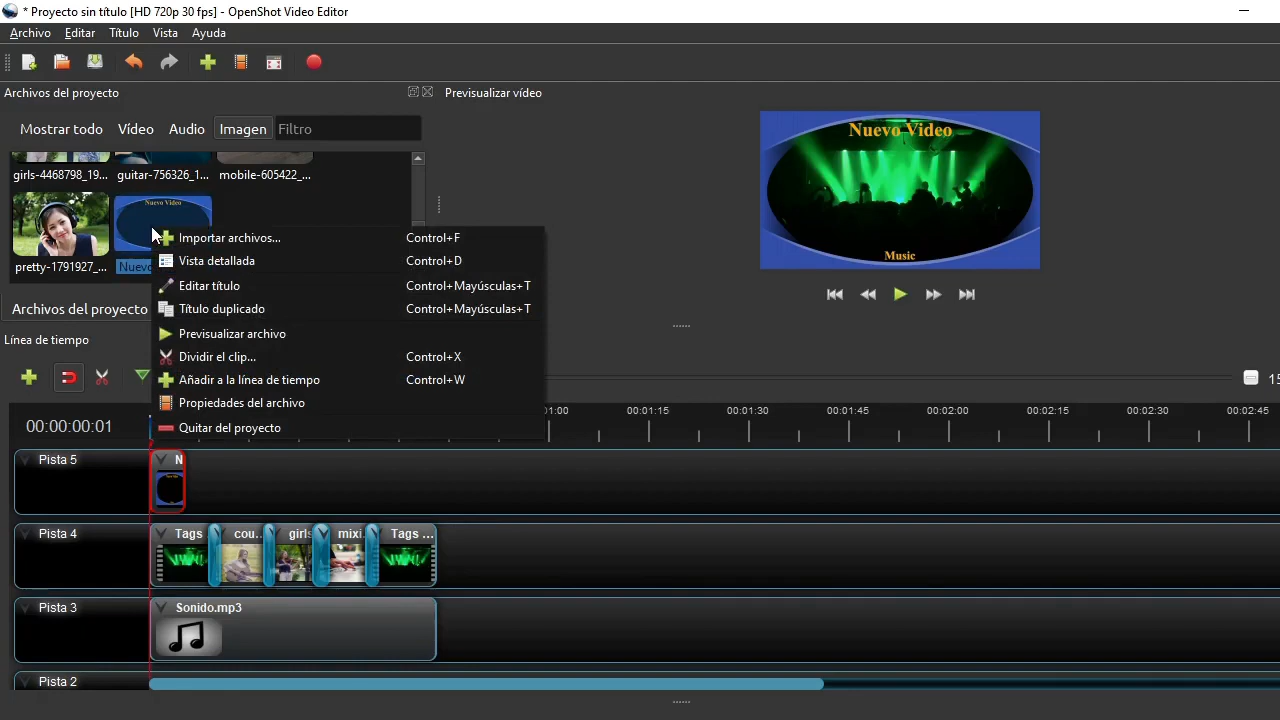 * Proyecto sin título [HD 720p 30 fps] - OpenShot Video Editor
Archivo Editar Título Vista Ayuda
Archivos del proyecto
Previsualizar vídeo
Mostrar todo Vídeo Audio Imagen Filtro
girls-4468798_19... guitar-756326_1... mobile-605422_...
Nuevo Video
pretty-1791927_...
Nuevo Video
Music
Importar archivos... Control+F
Vista detallada Control+D
Editar título Control+Mayúsculas+T
Título duplicado Control+Mayúsculas+T
Previsualizar archivo
Dividir el clip... Control+X
Añadir a la línea de tiempo Control+W
Propiedades del archivo
Quitar del proyecto
Archivos del proyecto
Línea de tiempo
15
00:00:00:01
:01:00 00:01:15 00:01:30 00:01:45 00:02:00 00:02:15 00:02:30 00:02:45
Pista 5
N
Pista 4
Tags cou... girls mixi Tags ...
Pista 3
Sonido.mp3
Pista 2